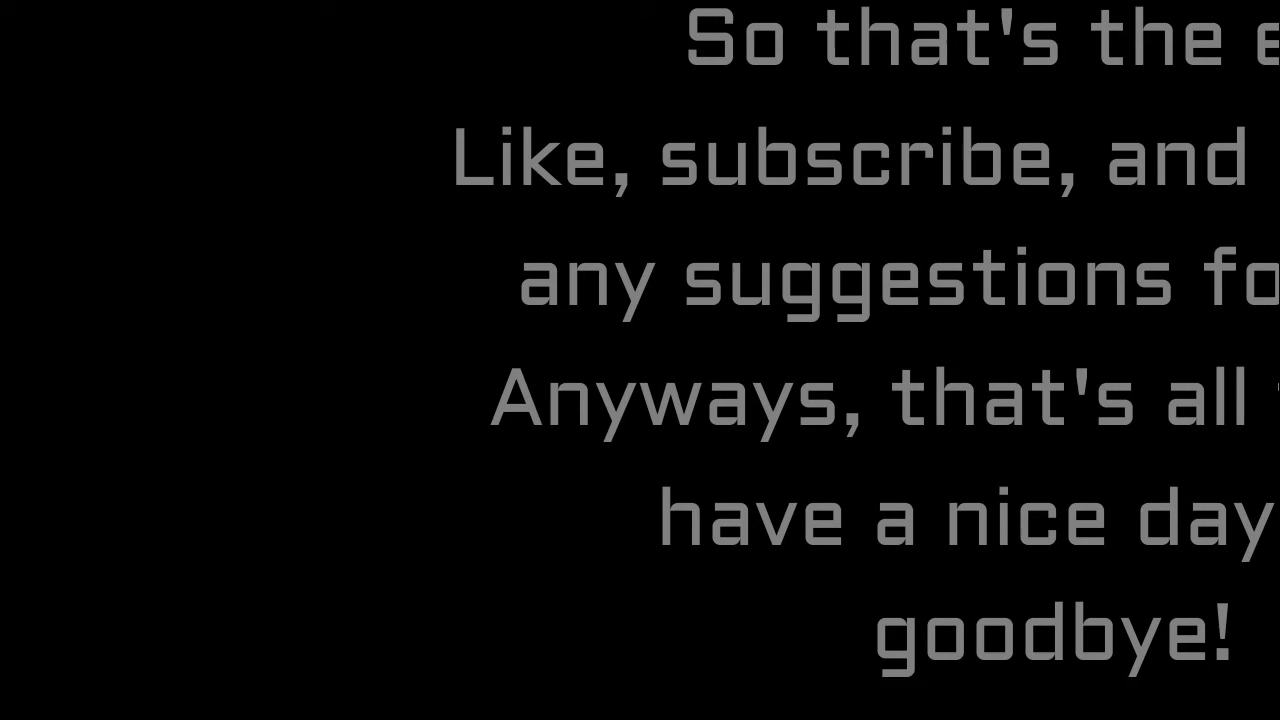 So that's the e
Like, subscribe, and
any suggestions fo
Anyways, that's all
have a nice day
goodbye!